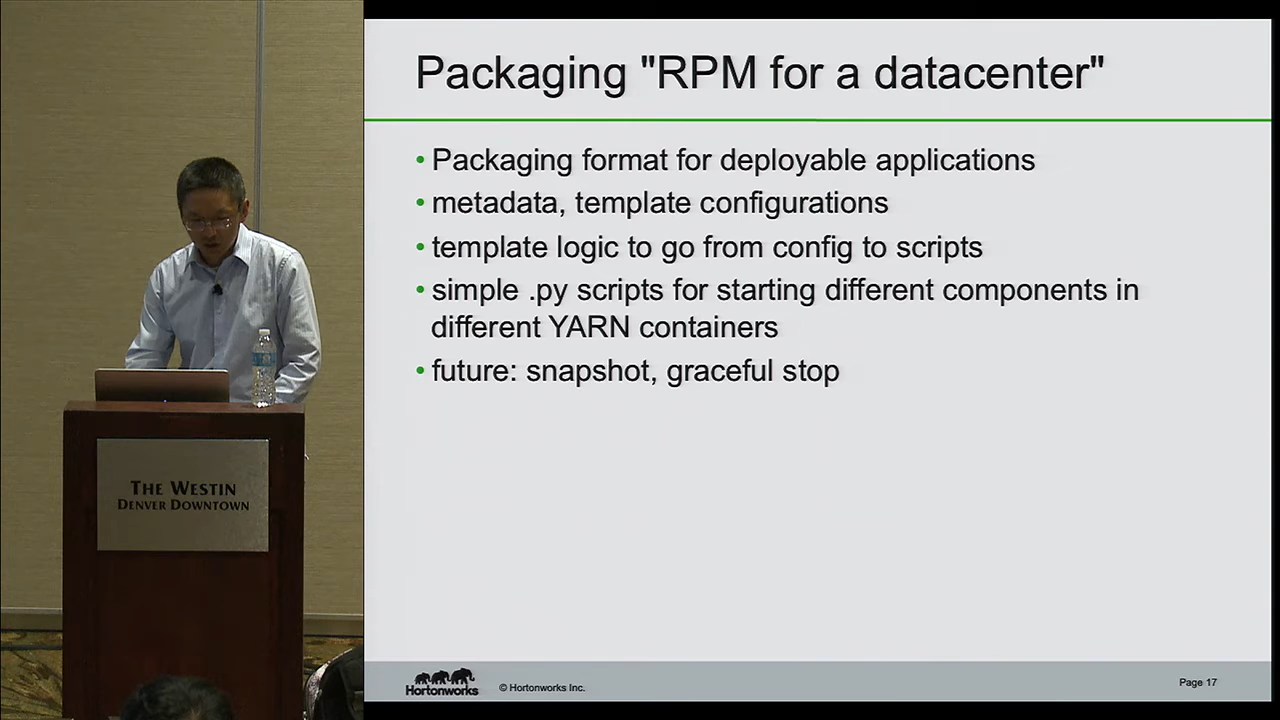 Packaging "RPM for a datacenter"
• Packaging format for deployable applications
• metadata, template configurations
• template logic to go from config to scripts
• simple .py scripts for starting different components in
different YARN containers
• future: snapshot, graceful stop
THE WESTIN
DENVER DOWNTOWN
Hortonworks
© Hortonworks Inc.
Page 17